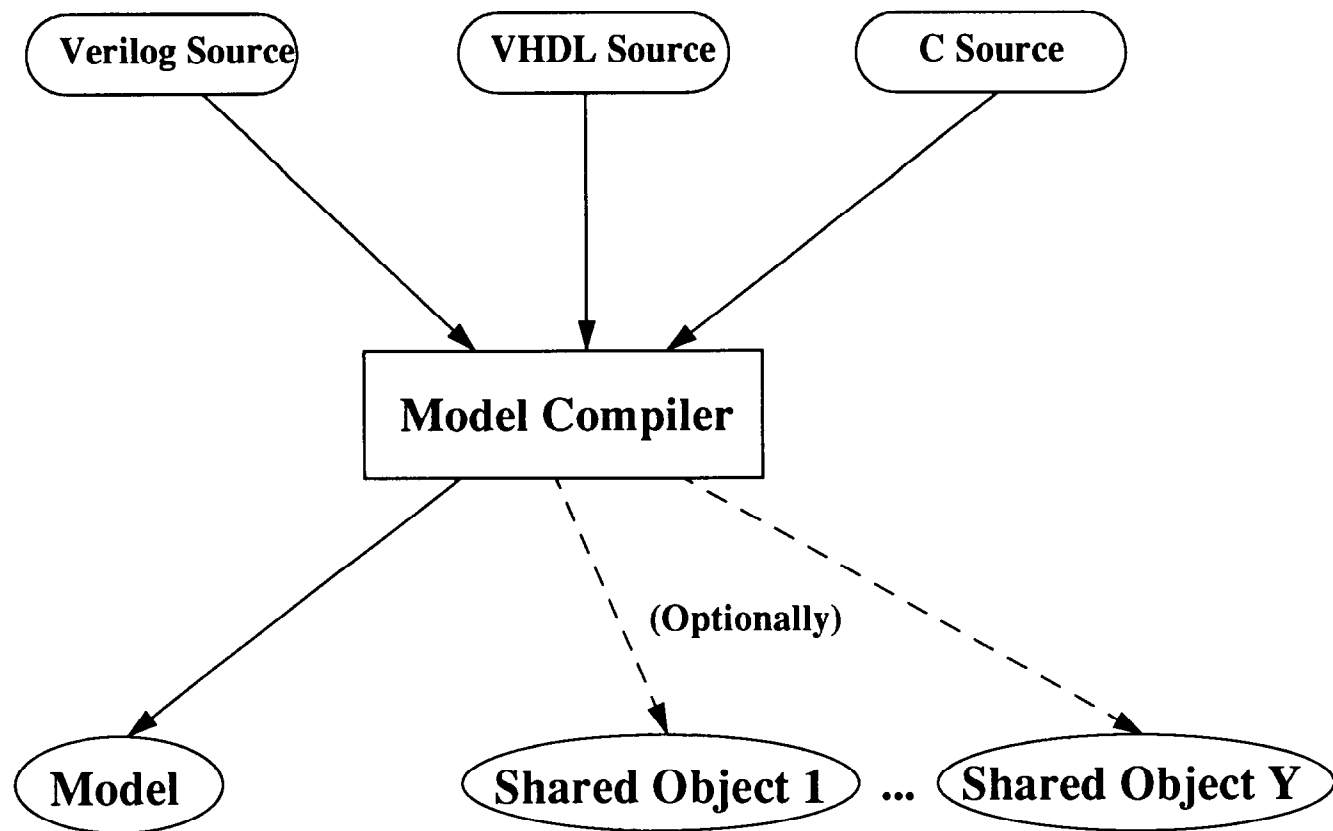 Verilog Source
VHDL Source
C Source
Model Compiler
(Optionally)
Model
Shared Object 1
...
Shared Object Y